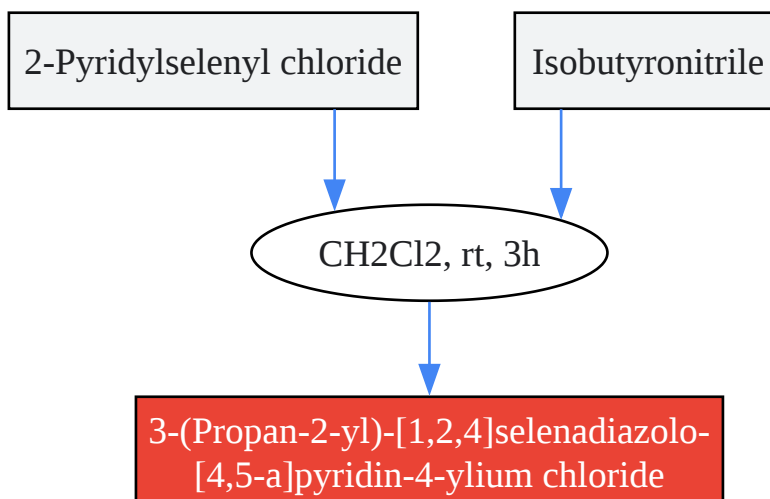 2-Pyridylselenyl chloride
Isobutyronitrile
CH2Cl2, rt, 3h
3-(Propan-2-yl)-[1,2,4]selenadiazolo-
[4,5-a]pyridin-4-ylium chloride